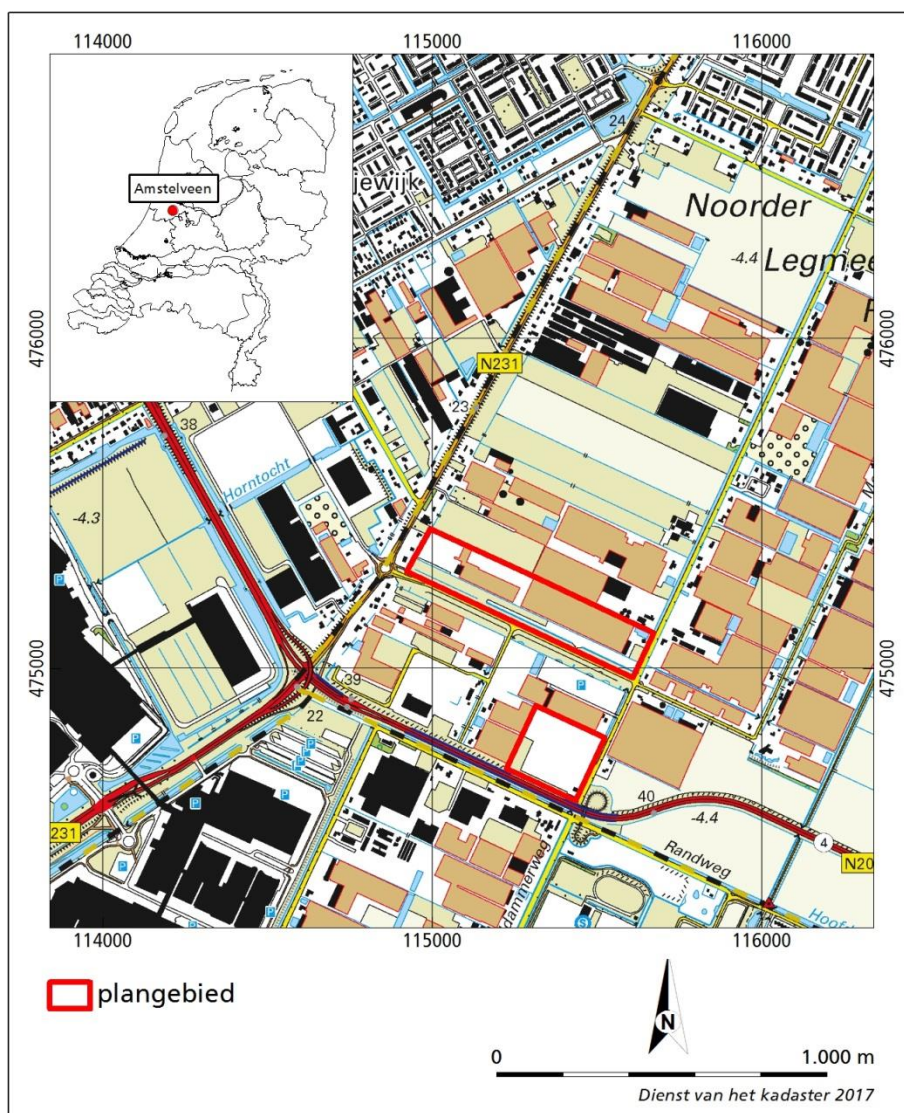 114000 115000 116000
Amstelveen
24
jewijk
Noorder
-4.4 Legmee
476000
476000
N231
23
38
Horntocht
-4.3
P
475000
475000
39
P
22
P
P
P
P
P
P
P
40
-4.4
231
P
4
N20
Randweg
dammerweg
Hoofd
S
114000 115000 116000
plangebied
N
0 1.000 m
Dienst van het kadaster 2017